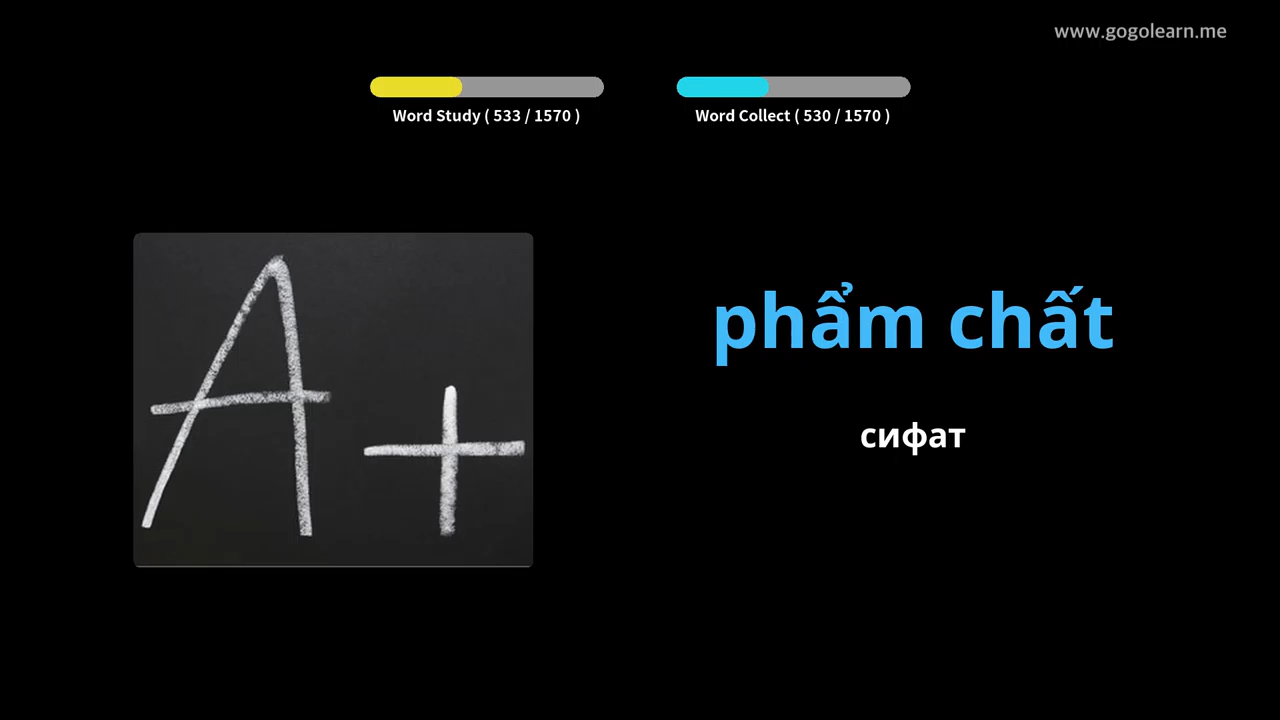 www.gogolearn.me
Word Study ( 533 / 1570 )
Word Collect ( 530 / 1570 )
A+
phẩm chất
сифат